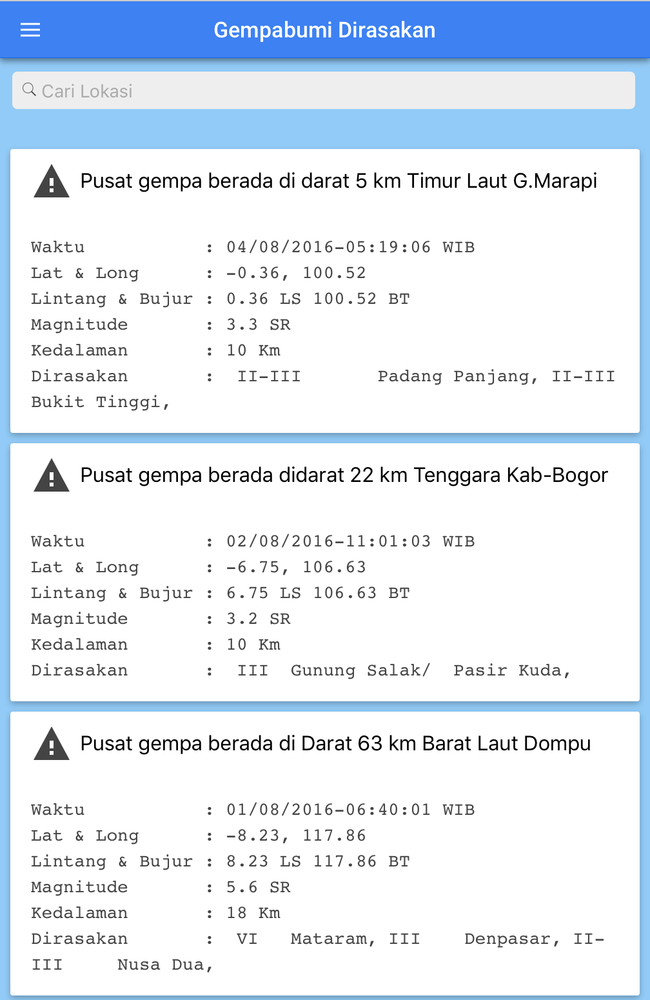 Gempabumi Dirasakan
Cari Lokasi
Pusat gempa berada di darat 5 km Timur Laut G.Marapi
Waktu : 04/08/2016-05:19:06 WIB
Lat & Long : -0.36, 100.52
Lintang & Bujur : 0.36 LS 100.52 BT
Magnitude : 3.3 SR
Kedalaman : 10 Km
Dirasakan : II-III Padang Panjang, II-III
Bukit Tinggi,
Pusat gempa berada didarat 22 km Tenggara Kab-Bogor
Waktu : 02/08/2016-11:01:03 WIB
Lat & Long : -6.75, 106.63
Lintang & Bujur : 6.75 LS 106.63 BT
Magnitude : 3.2 SR
Kedalaman : 10 Km
Dirasakan : III Gunung Salak/ Pasir Kuda,
Pusat gempa berada di Darat 63 km Barat Laut Dompu
Waktu : 01/08/2016-06:40:01 WIB
Lat & Long : -8.23, 117.86
Lintang & Bujur : 8.23 LS 117.86 BT
Magnitude : 5.6 SR
Kedalaman : 18 Km
Dirasakan : VI Mataram, III Denpasar, II-
III Nusa Dua,